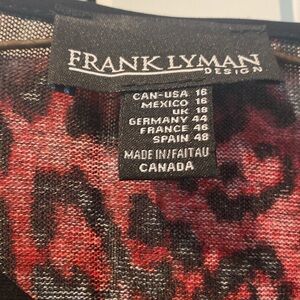 FRANK LYMAN
DESIGN
CAN-USA 16
MEXICO 16
UK 18
GERMANY 44
FRANCE 46
SPAIN 48
MADE IN/FAIT AU
CANADA